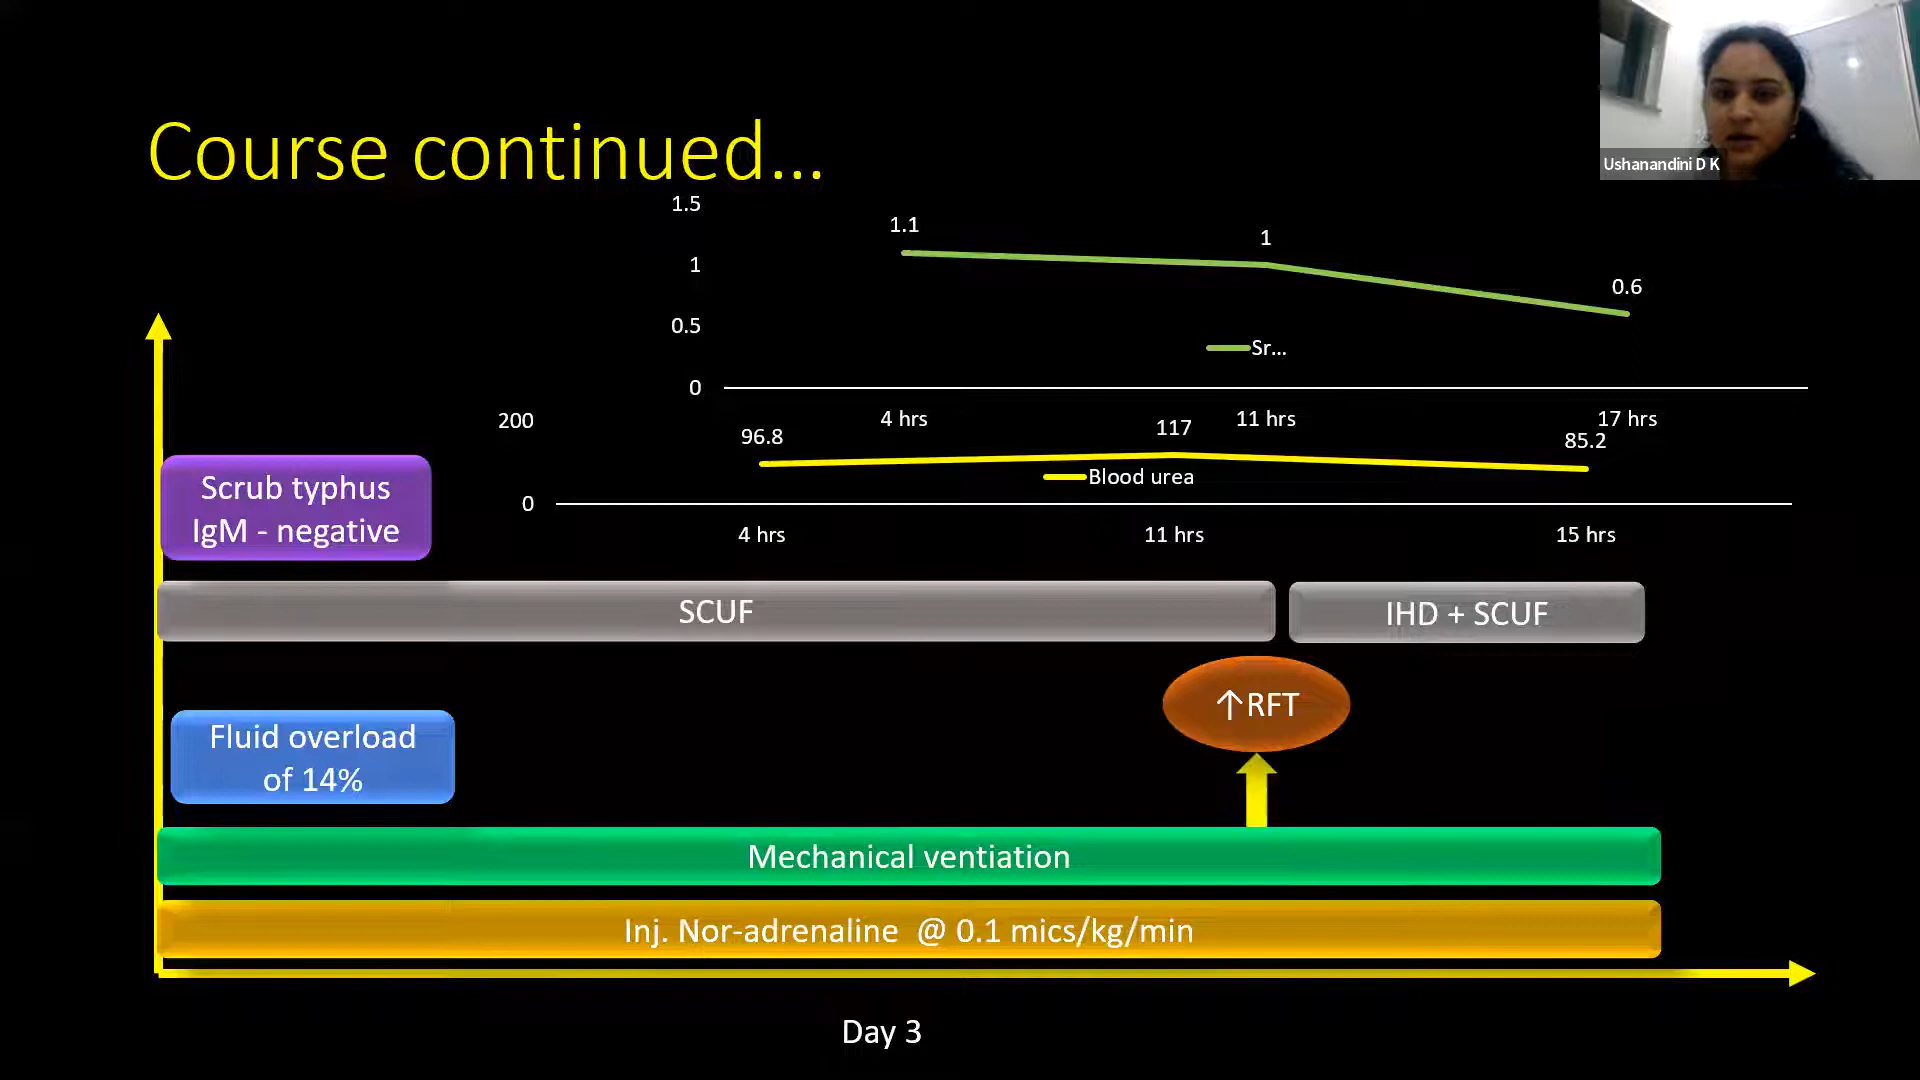 Ushanandini D K
Course continued...
1.5
1
0.5
0
1.1
1
0.6
Sr...
4 hrs
11 hrs
17 hrs
200
0
96.8
117
85.2
Blood urea
4 hrs
11 hrs
15 hrs
Scrub typhus
IgM - negative
SCUF
IHD + SCUF
↑RFT
Fluid overload
of 14%
Mechanical ventiation
Inj. Nor-adrenaline @ 0.1 mics/kg/min
Day 3